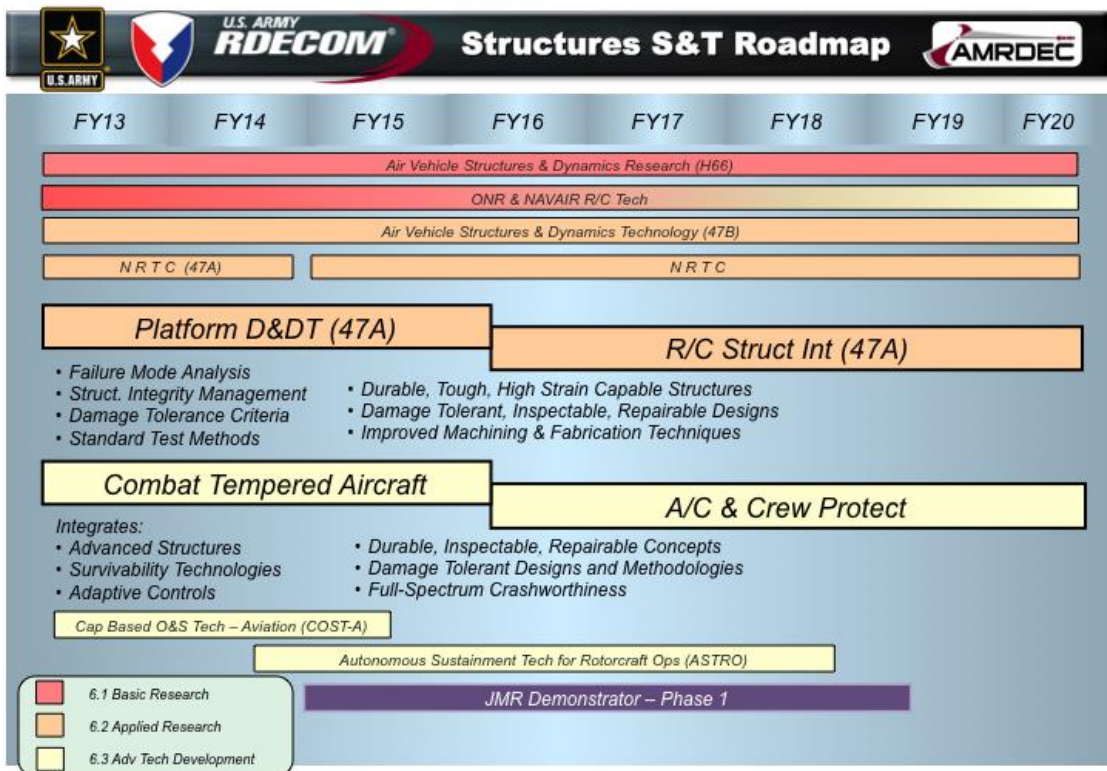 U.S.ARMY
U.S. ARMY
RDECOM®
Structures S&T Roadmap
AMRDEC
FY13 FY14 FY15 FY16 FY17 FY18 FY19 FY20
Air Vehicle Structures & Dynamics Research (H66)
ONR & NAVAIR R/C Tech
Air Vehicle Structures & Dynamics Technology (47B)
N R T C (47A)
N R T C
Platform D&DT (47A)
R/C Struct Int (47A)
• Failure Mode Analysis
• Struct. Integrity Management
• Damage Tolerance Criteria
• Standard Test Methods
• Durable, Tough, High Strain Capable Structures
• Damage Tolerant, Inspectable, Repairable Designs
• Improved Machining & Fabrication Techniques
Combat Tempered Aircraft
A/C & Crew Protect
Integrates:
• Advanced Structures
• Survivability Technologies
• Adaptive Controls
• Durable, Inspectable, Repairable Concepts
• Damage Tolerant Designs and Methodologies
• Full-Spectrum Crashworthiness
Cap Based O&S Tech – Aviation (COST-A)
Autonomous Sustainment Tech for Rotorcraft Ops (ASTRO)
JMR Demonstrator – Phase 1
6.1 Basic Research
6.2 Applied Research
6.3 Adv Tech Development